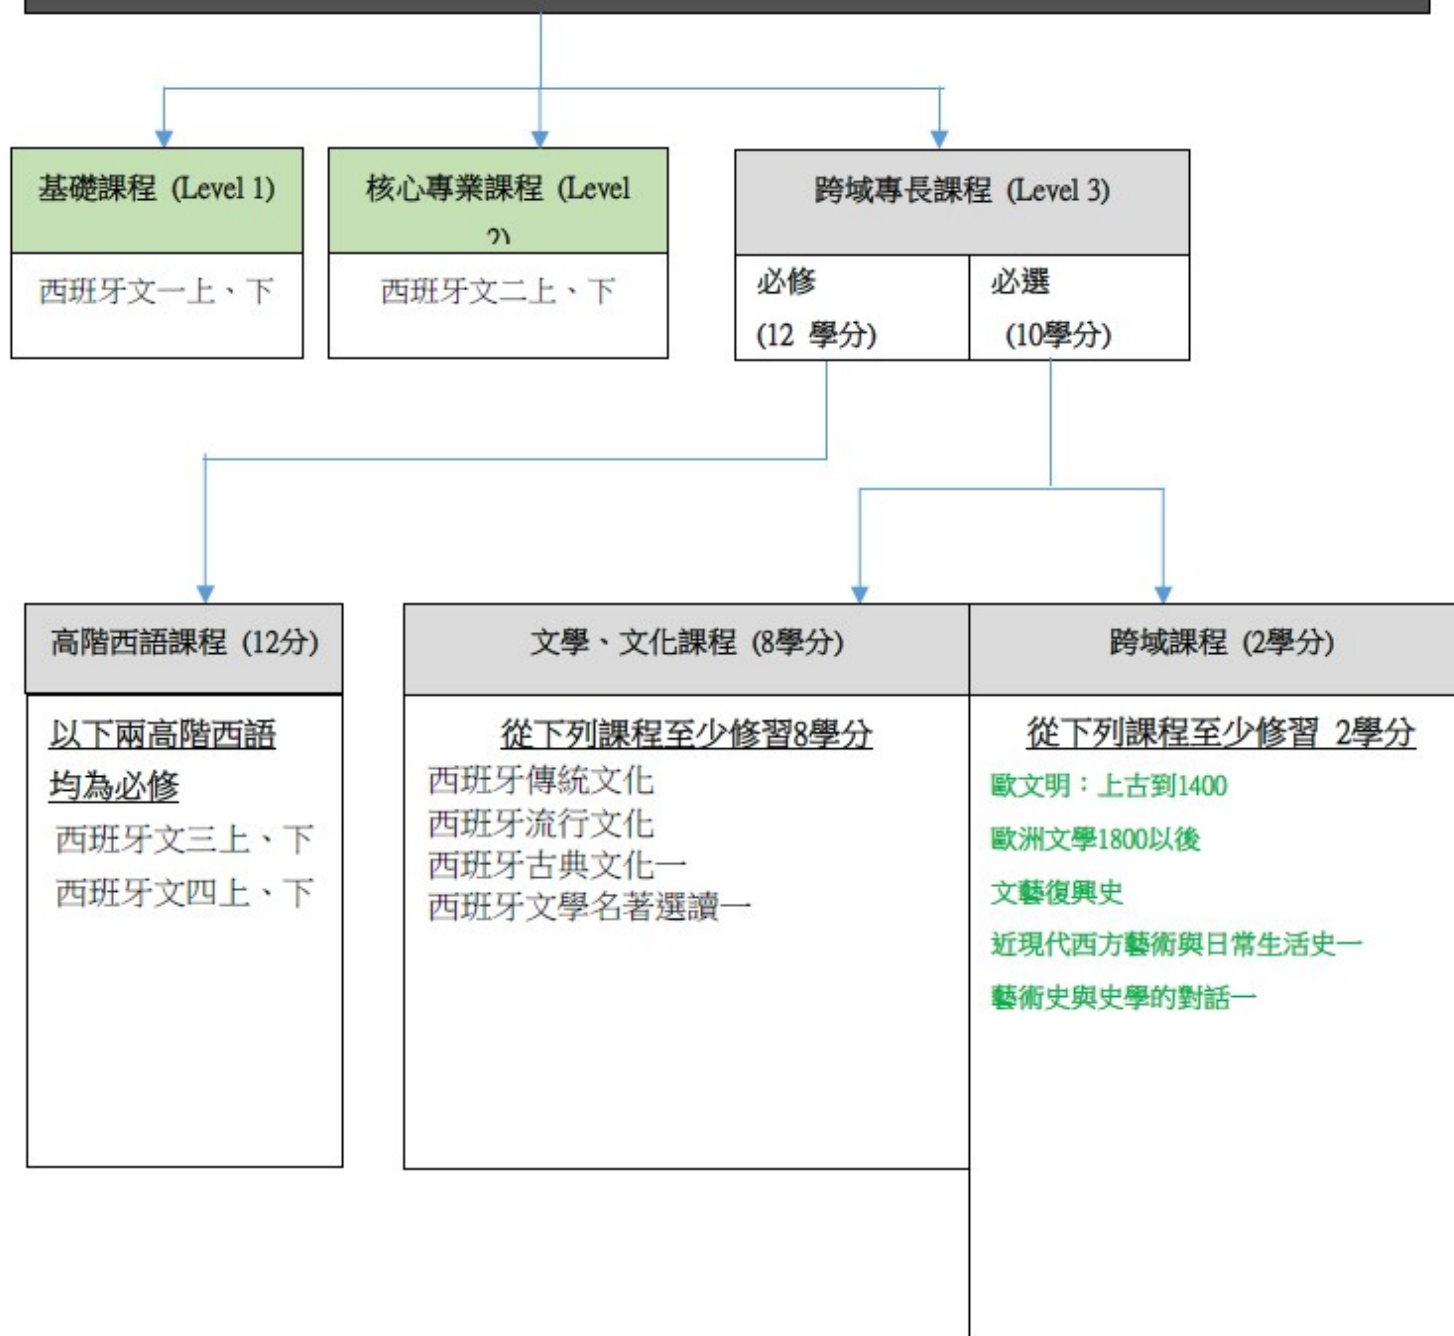 基礎課程 (Level 1)
核心專業課程 (Level
2)
跨域專長課程 (Level 3)
西班牙文一上、下
西班牙文二上、下
必修
(12 學分)
必選
(10學分)
高階西語課程 (12分)
文學、文化課程 (8學分)
跨域課程 (2學分)
以下兩高階西語
均為必修
西班牙文三上、下
西班牙文四上、下
從下列課程至少修習8學分
西班牙傳統文化
西班牙流行文化
西班牙古典文化一
西班牙文學名著選讀一
從下列課程至少修習 2學分
歐文明：上古到1400
歐洲文學1800以後
文藝復興史
近現代西方藝術與日常生活史一
藝術史與史學的對話一